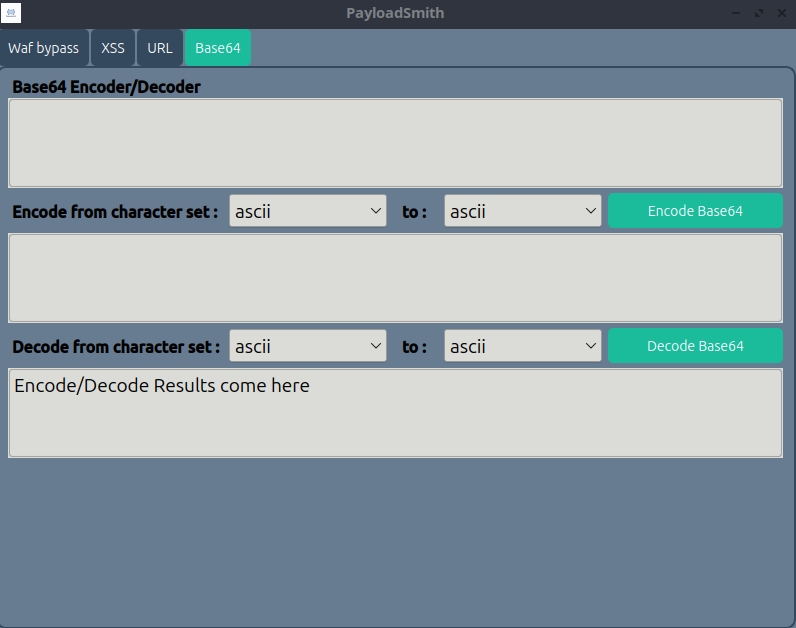 PayloadSmith
Waf bypass XSS URL Base64
Base64 Encoder/Decoder
Encode from character set : ascii to : ascii Encode Base64
Decode from character set : ascii to : ascii Decode Base64
Encode/Decode Results come here